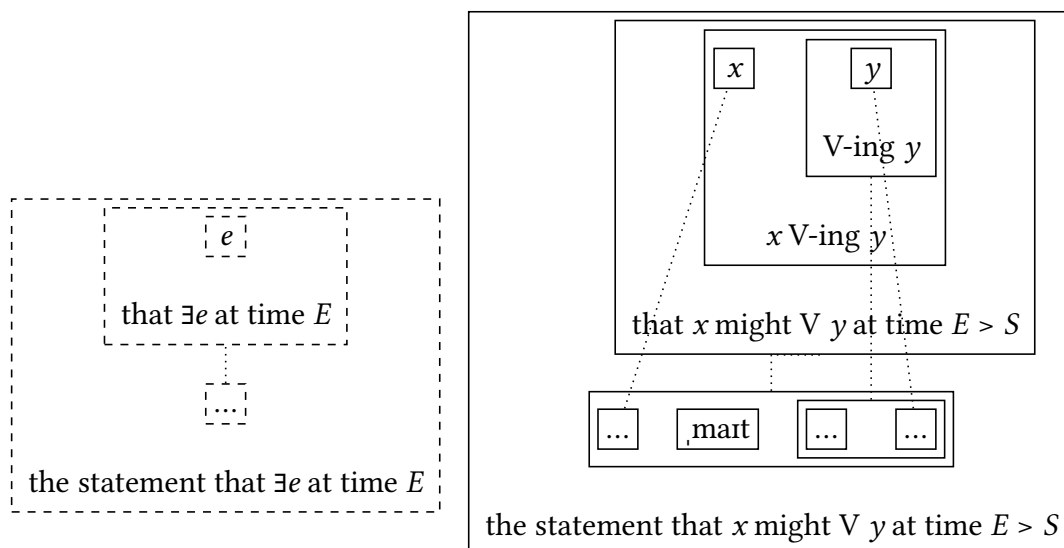 e
that ∃e at time E
...
the statement that ∃e at time E
x y
V-ing y
x V-ing y
that x might V y at time E > S
... ˌmaɪt ... ...
the statement that x might V y at time E > S